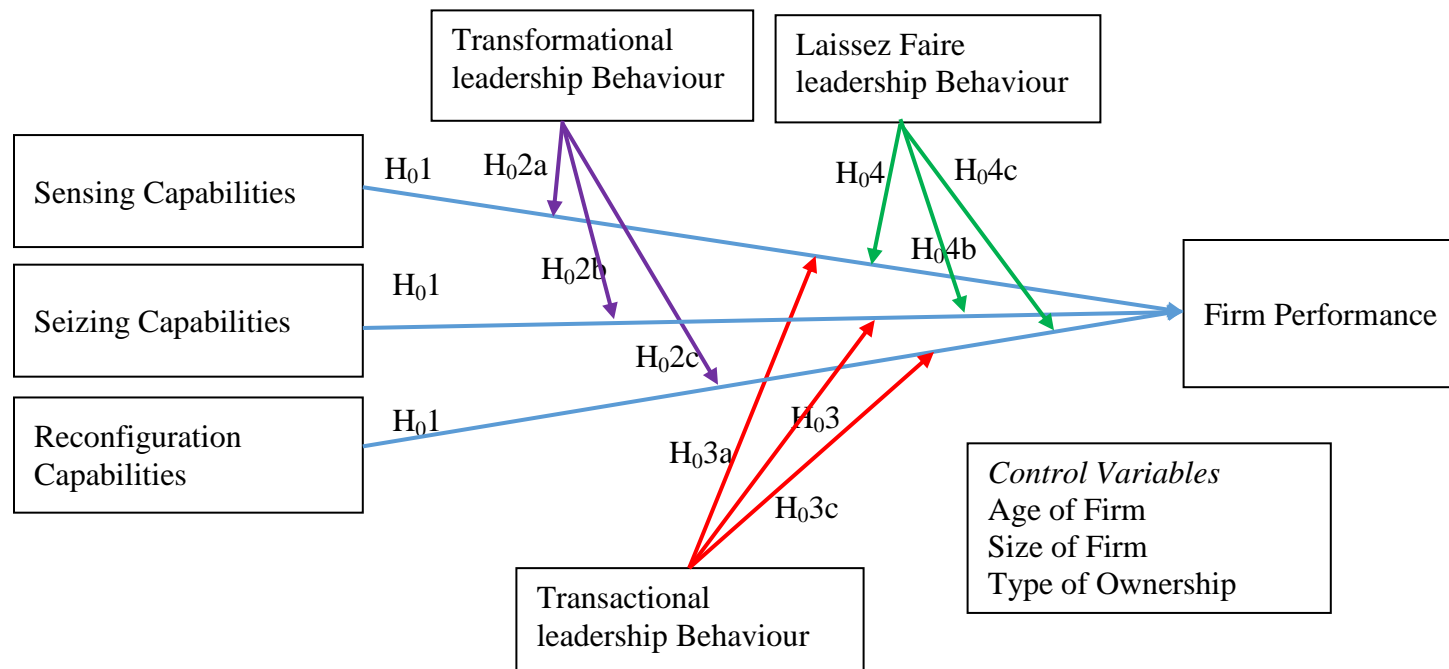 Transformational
leadership Behaviour
Laissez Faire
leadership Behaviour
Sensing Capabilities
H₀1
H₀2a
H₀4
H₀4c
H₀4b
H₀2b
Seizing Capabilities
H₀1
Firm Performance
H₀2c
Reconfiguration
Capabilities
H₀1
H₀3
H₀3a
H₀3c
Control Variables
Age of Firm
Size of Firm
Type of Ownership
Transactional
leadership Behaviour